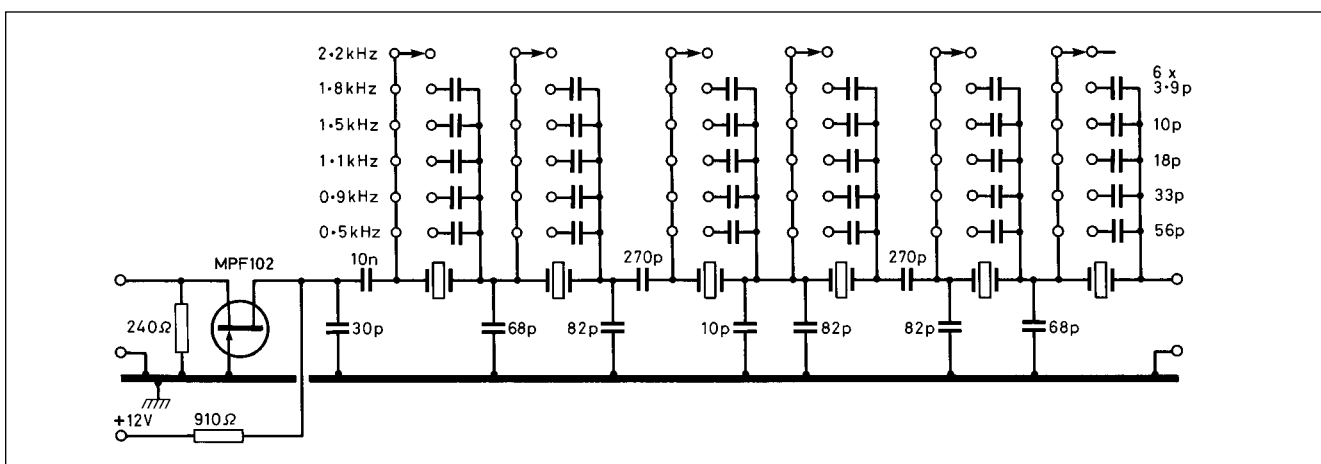 2·2kHz
1·8kHz
6 x
3·9p
1·5kHz
10p
1·1kHz
18p
0·9kHz
33p
0·5kHz
56p
MPF102
10n
270p
270p
240Ω
30p
68p
82p
10p
82p
82p
68p
+12V
910Ω